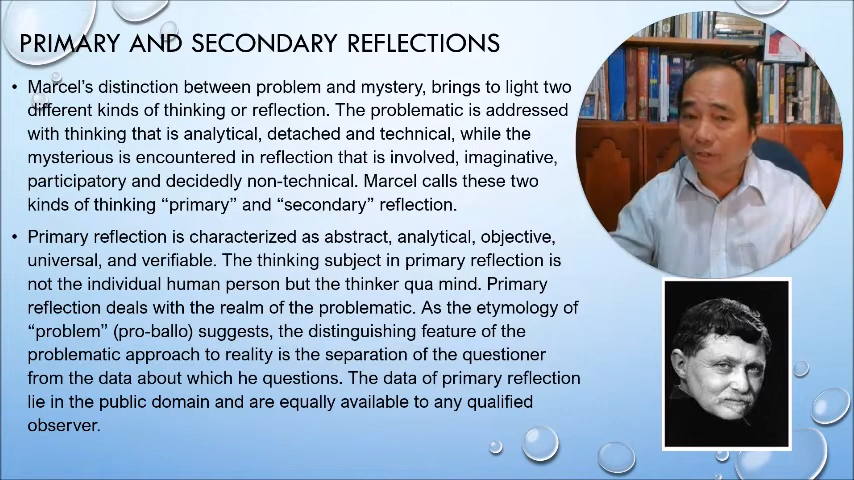 PRIMARY AND SECONDARY REFLECTIONS
• Marcel's distinction between problem and mystery, brings to light two
different kinds of thinking or reflection. The problematic is addressed
with thinking that is analytical, detached and technical, while the
mysterious is encountered in reflection that is involved, imaginative,
participatory and decidedly non-technical. Marcel calls these two
kinds of thinking “primary” and “secondary” reflection.
• Primary reflection is characterized as abstract, analytical, objective,
universal, and verifiable. The thinking subject in primary reflection is
not the individual human person but the thinker qua mind. Primary
reflection deals with the realm of the problematic. As the etymology of
“problem” (pro-ballo) suggests, the distinguishing feature of the
problematic approach to reality is the separation of the questioner
from the data about which he questions. The data of primary reflection
lie in the public domain and are equally available to any qualified
observer.